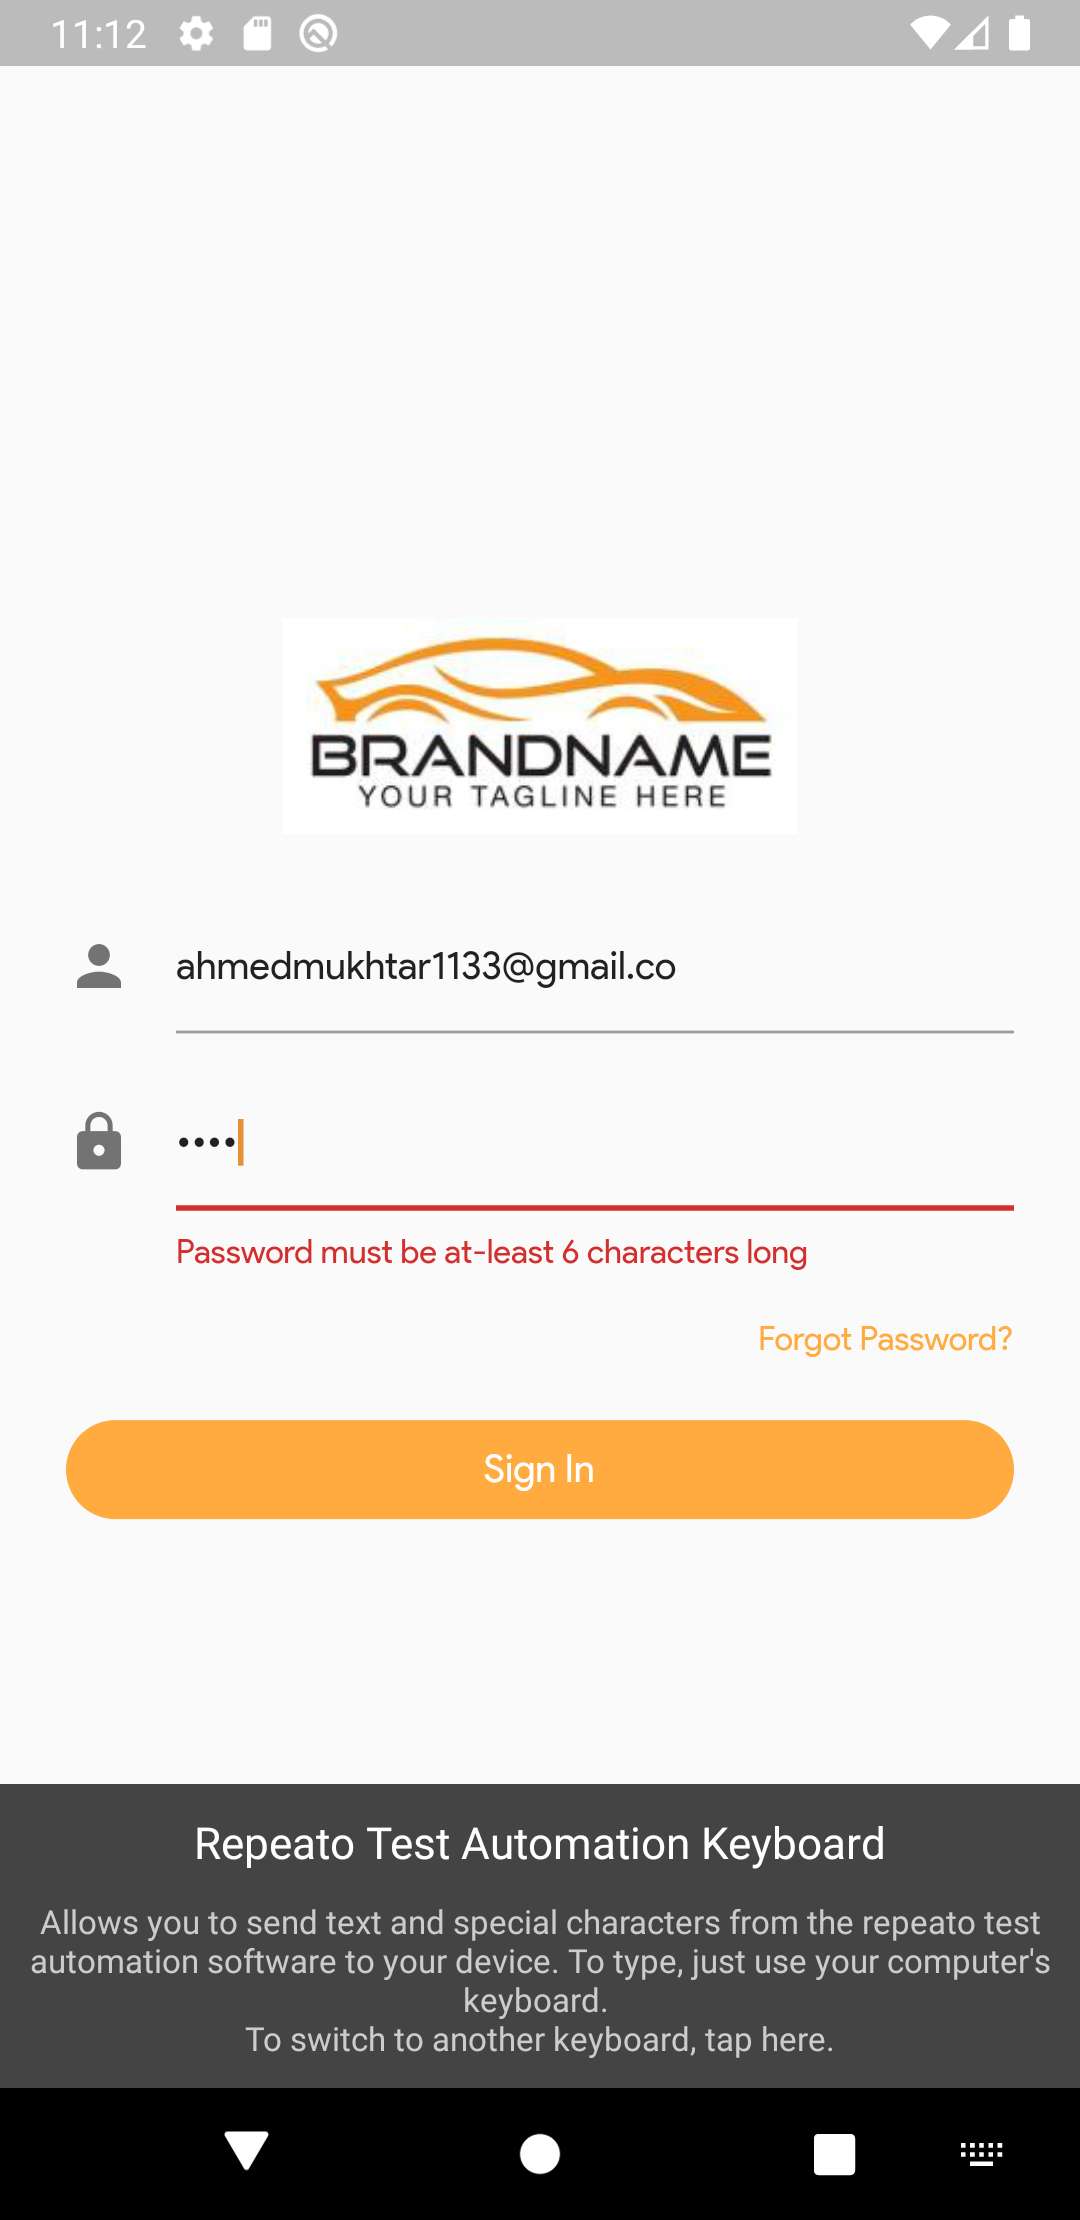 11:12
BRANDNAME
YOUR TAGLINE HERE
ahmedmukhtar1133@gmail.co
••••
Password must be at-least 6 characters long
Forgot Password?
Sign In
Repeato Test Automation Keyboard
Allows you to send text and special characters from the repeato test
automation software to your device. To type, just use your computer's
keyboard.
To switch to another keyboard, tap here.